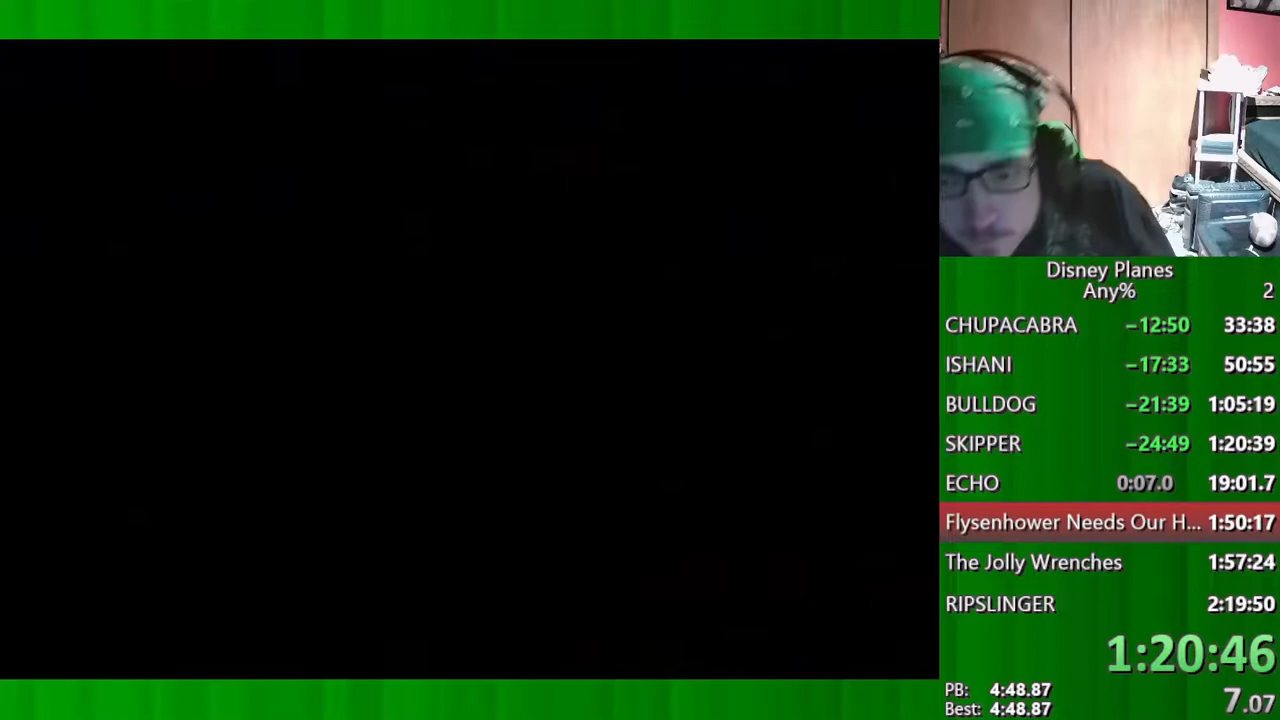 Disney Planes
Any% 2
CHUPACABRA −12:50 33:38
ISHANI −17:33 50:55
BULLDOG −21:39 1:05:19
SKIPPER −24:49 1:20:39
ECHO 0:07.0 19:01.7
Flysenhower Needs Our H... 1:50:17
The Jolly Wrenches 1:57:24
RIPSLINGER 2:19:50
1:20:46
PB: 4:48.87
Best: 4:48.87
7.07